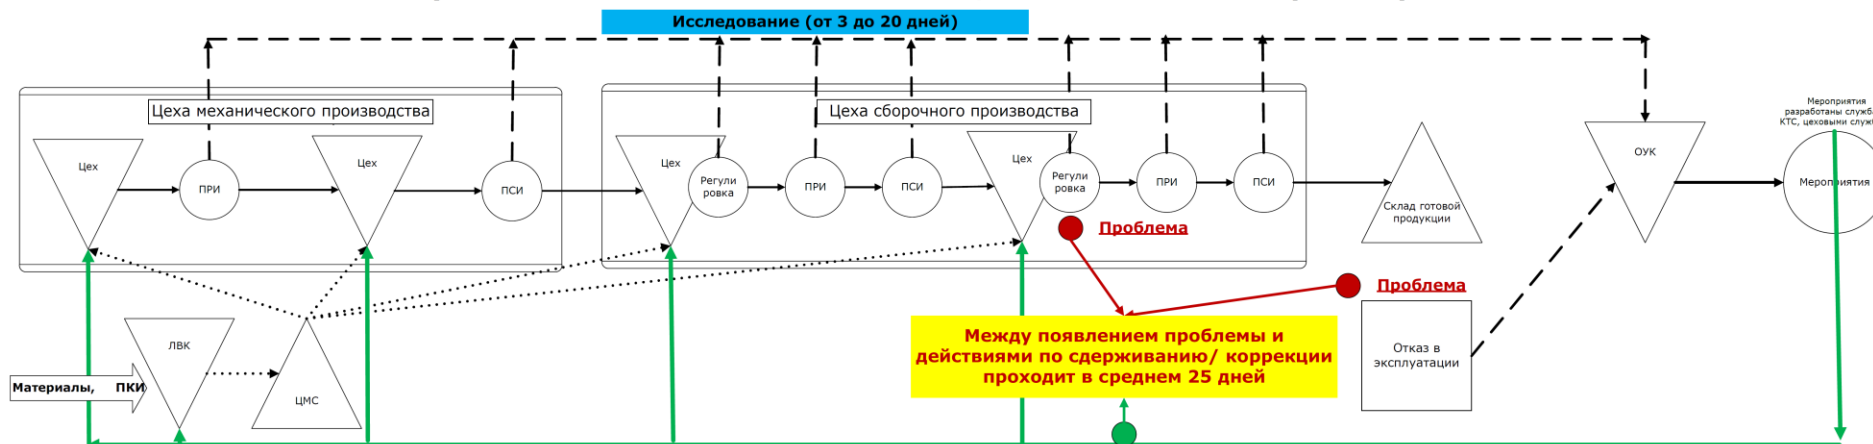 Исследование (от 3 до 20 дней)
Цеха механического производства
Цеха сборочного производства
Мероприятия
разработаны служба
КТС, цеховыми служб
Цех
ПРИ
Цех
ПСИ
Цех
Регули
ровка
ПРИ
ПСИ
Цех
Регули
ровка
ПРИ
ПСИ
Склад готовой
продукции
ОУК
Мероприятия
Проблема
Проблема
Между появлением проблемы и
действиями по сдерживанию/ коррекции
проходит в среднем 25 дней
Отказ в
эксплуатации
ЛВК
Материалы, ПКИ
ЦМС